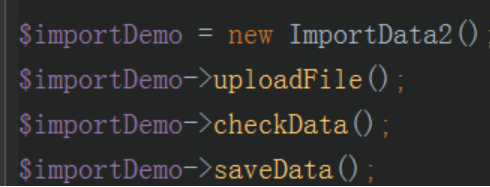 $importDemo = new ImportData2();
$importDemo->uploadFile();
$importDemo->checkData();
$importDemo->saveData();